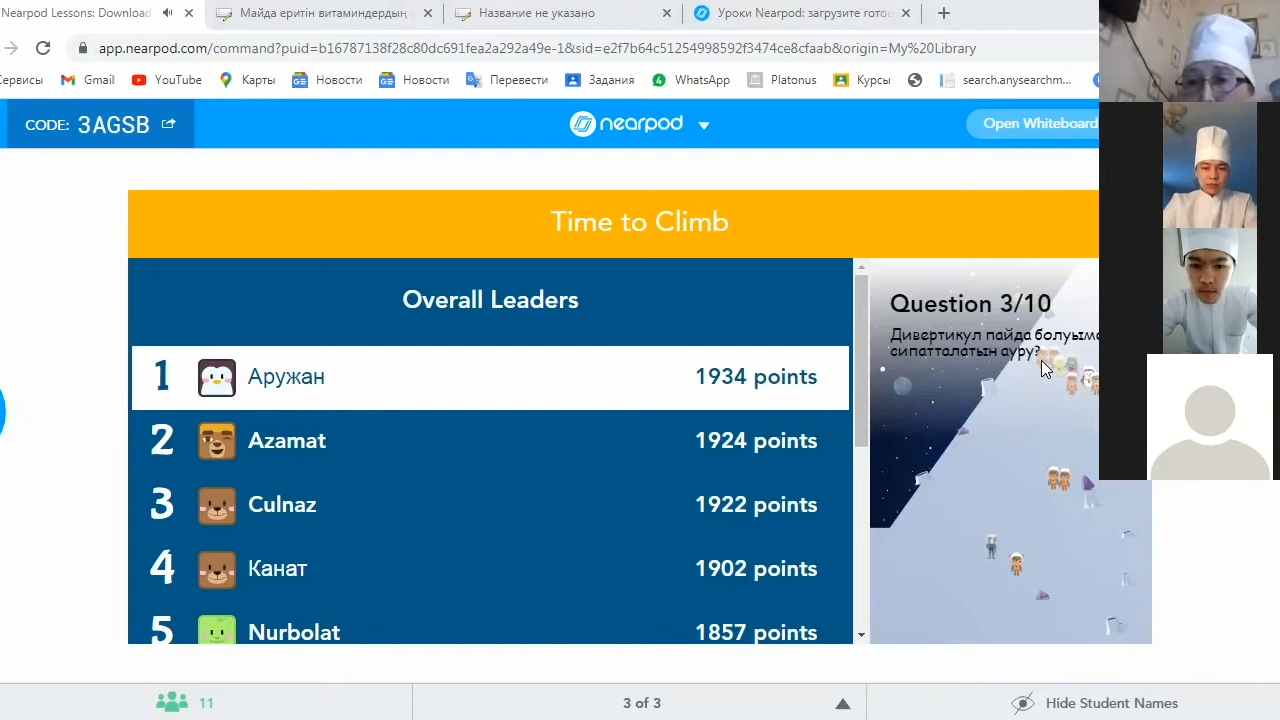 Nearpod Lessons: Download
Майда еритін витаминдердің
Название не указано
Уроки Nearpod: загрузите гото
app.nearpod.com/command?puid=b16787138f28c80dc691fea2a292a49e-1&sid=e2f7b64c512549f8592fb474ce8cfaab&origin=My%20Library
Сервисы
Gmail
YouTube
Карты
Новости
Новости
Перевести
Задания
WhatsApp
Platonus
Курсы
searchanysearchm...
CODE: 3AGSB
nearpod
Open Whiteboard
Time to Climb
Overall Leaders
1 Аружан 1934 points
2 Azamat 1924 points
3 Culnaz 1922 points
4 Канат 1902 points
5 Nurbolat 1857 points
Question 3/10
Дивертикул пайда болуым
сипатталатын ауру?
11
3 of 3
Hide Student Names